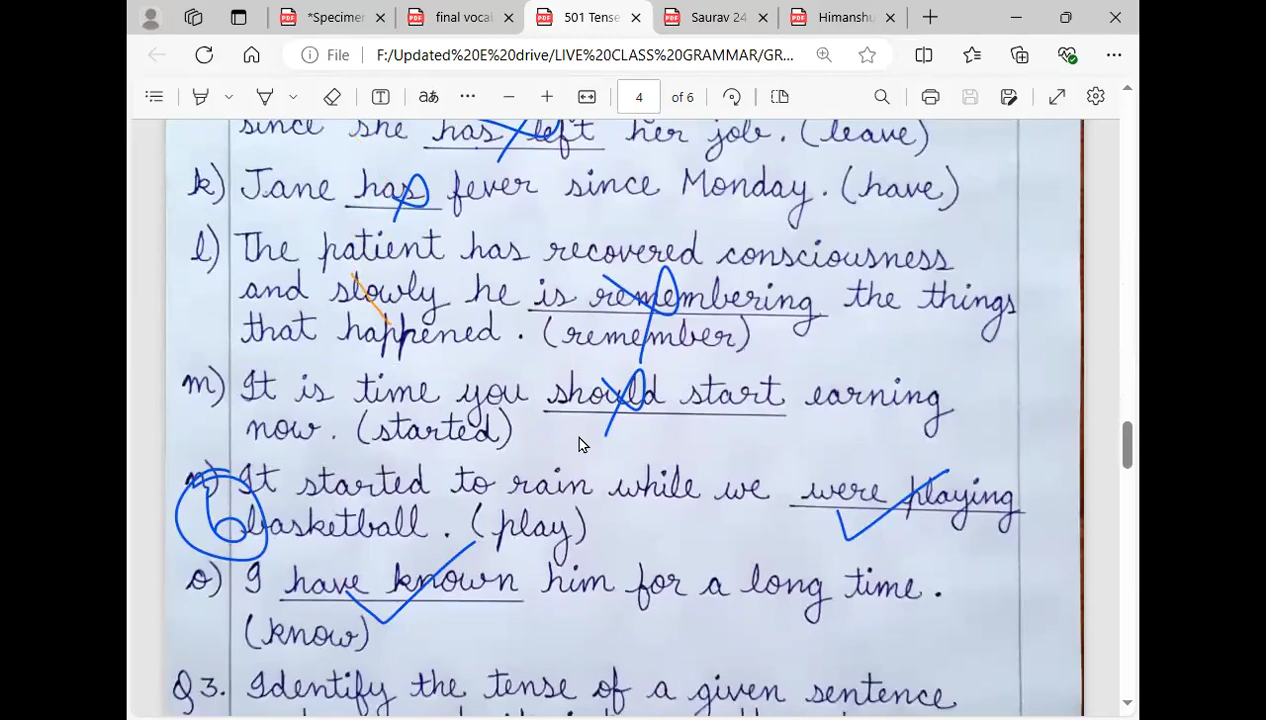 *Specimer
final vocal
501 Tense
Saurav 24
Himanshu
File
F:/Updated%20E%20drive/LIVE%20CLASS%20GRAMMAR/GR...
4 of 6
since she has left her job. (leave)
k) Jane has fever since Monday. (have)
l) The patient has recovered consciousness
and slowly he is remembering the things
that happened. (remember)
m) It is time you should start earning
now. (started)
n) It started to rain while we were playing
6
basketball. (play)
o) I have known him for a long time.
(know)
Q3. Identify the tense of a given sentence